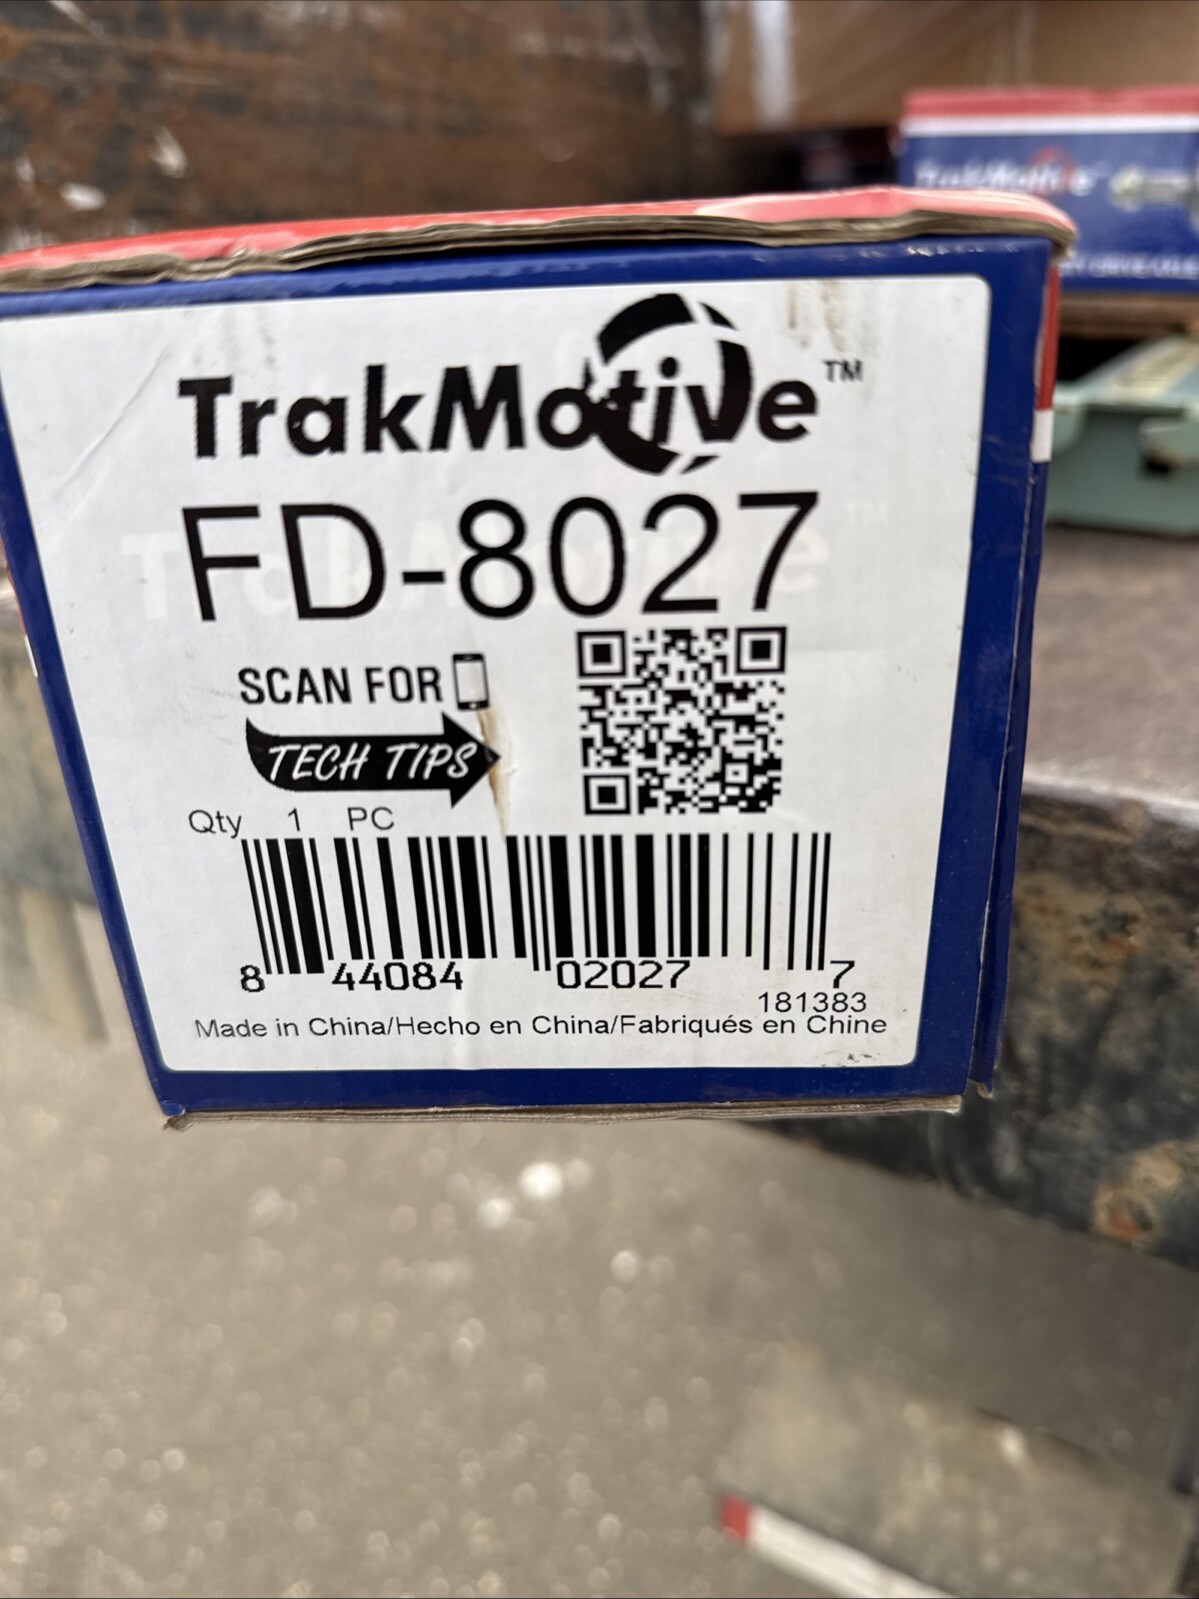 TrakMotive™
FD-8027
SCAN FOR
TECH TIPS
Qty 1 PC
8 44084 02027 7
181383
Made in China/Hecho en China/Fabriqués en Chine
TrakMotive